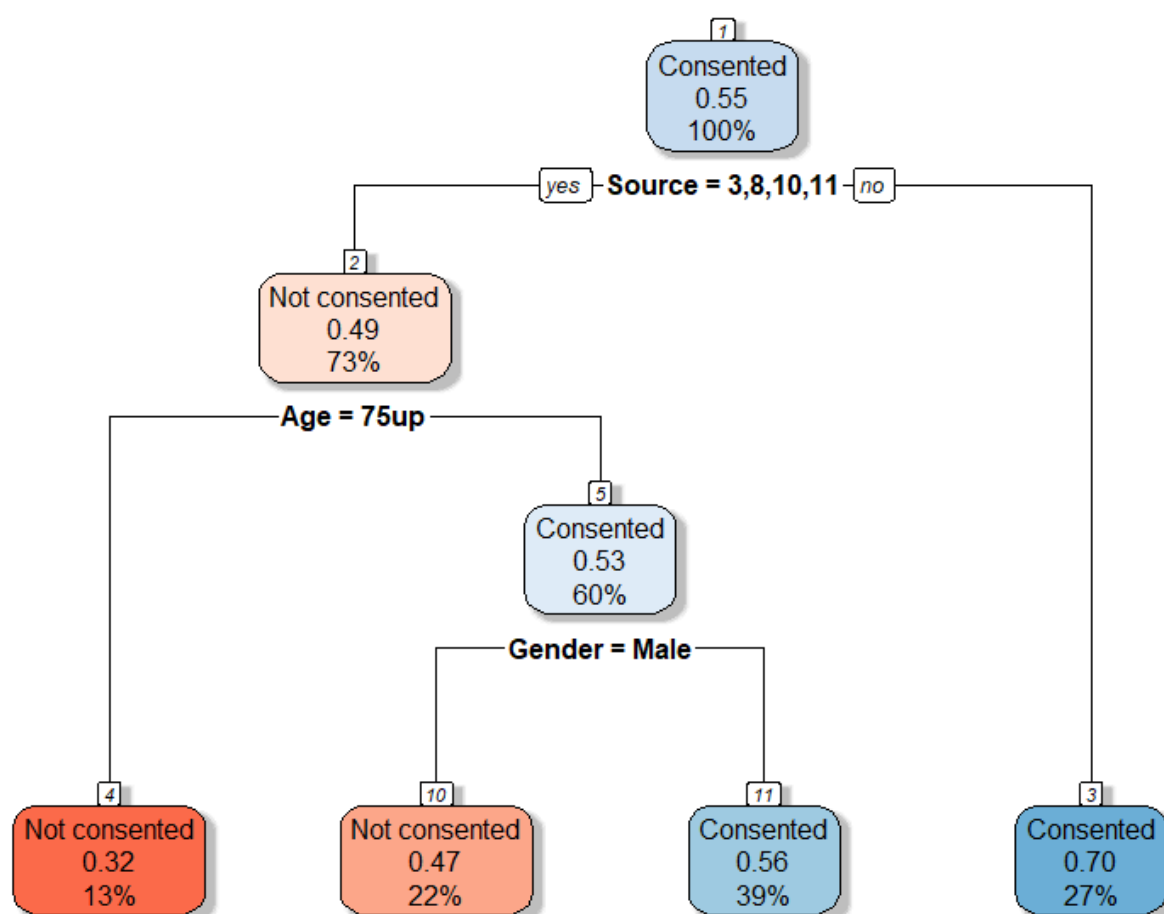 1
Consented
0.55
100%
yes Source = 3,8,10,11 no
2
Not consented
0.49
73%
Age = 75up
5
Consented
0.53
60%
Gender = Male
4
Not consented
0.32
13%
10
Not consented
0.47
22%
11
Consented
0.56
39%
3
Consented
0.70
27%